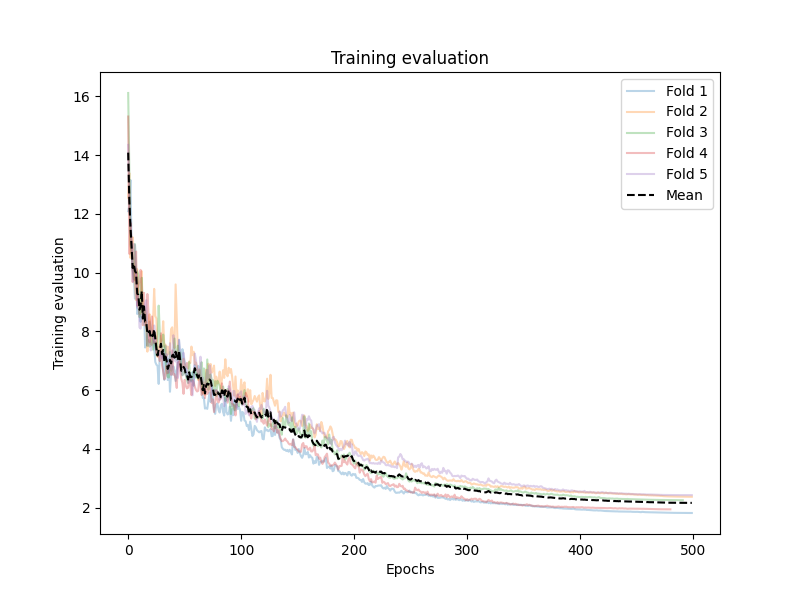 Training evaluation
Training evaluation
16
14
12
10
8
6
4
2
0
100
200
300
400
500
Epochs
Fold 1
Fold 2
Fold 3
Fold 4
Fold 5
Mean